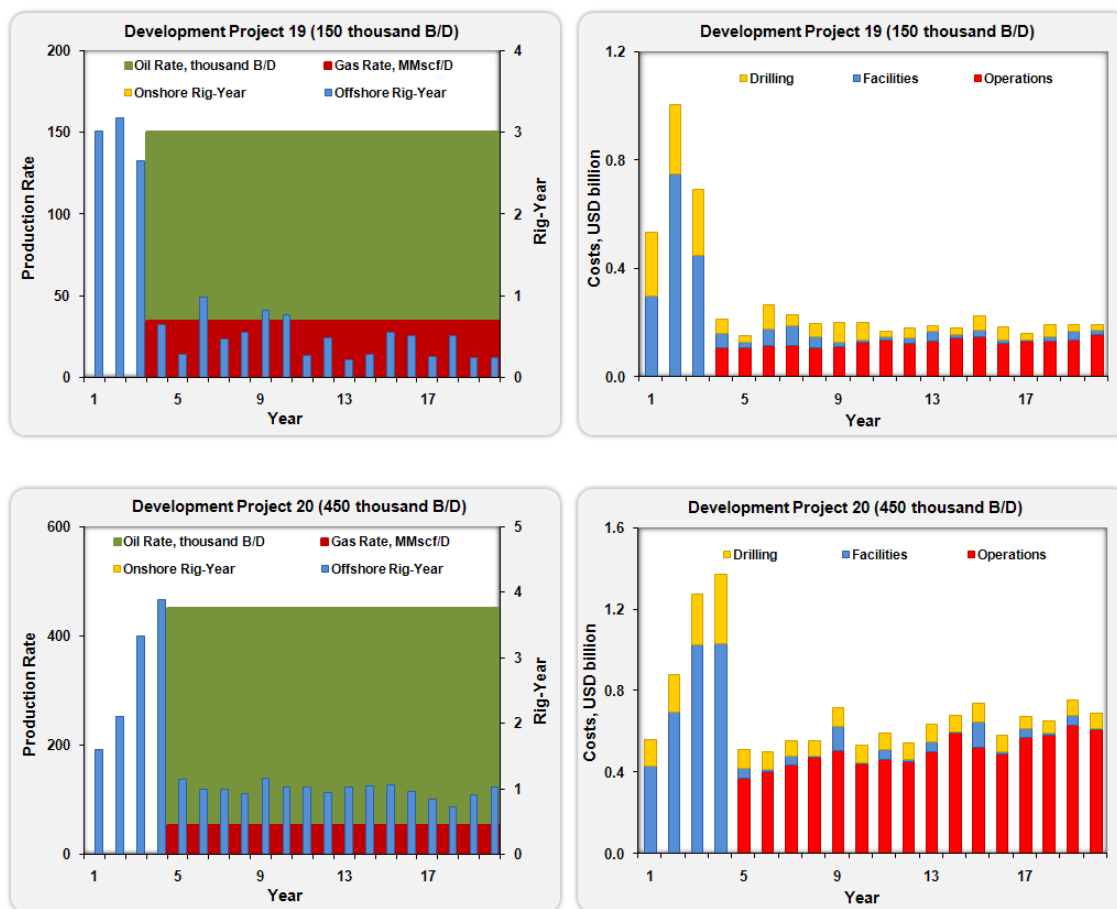 Development Project 19 (150 thousand B/D)
Oil Rate, thousand B/D
Gas Rate, MMscf/D
Onshore Rig-Year
Offshore Rig-Year
Production Rate
200
150
100
50
0
Rig-Year
4
3
2
1
0
1
5
9
13
17
Year
Development Project 19 (150 thousand B/D)
Drilling
Facilities
Operations
Costs, USD billion
1.2
0.8
0.4
0.0
1
5
9
13
17
Year
Development Project 20 (450 thousand B/D)
Oil Rate, thousand B/D
Gas Rate, MMscf/D
Onshore Rig-Year
Offshore Rig-Year
Production Rate
600
400
200
0
Rig-Year
5
4
3
2
1
0
1
5
9
13
17
Year
Development Project 20 (450 thousand B/D)
Drilling
Facilities
Operations
Costs, USD billion
1.6
1.2
0.8
0.4
0.0
1
5
9
13
17
Year